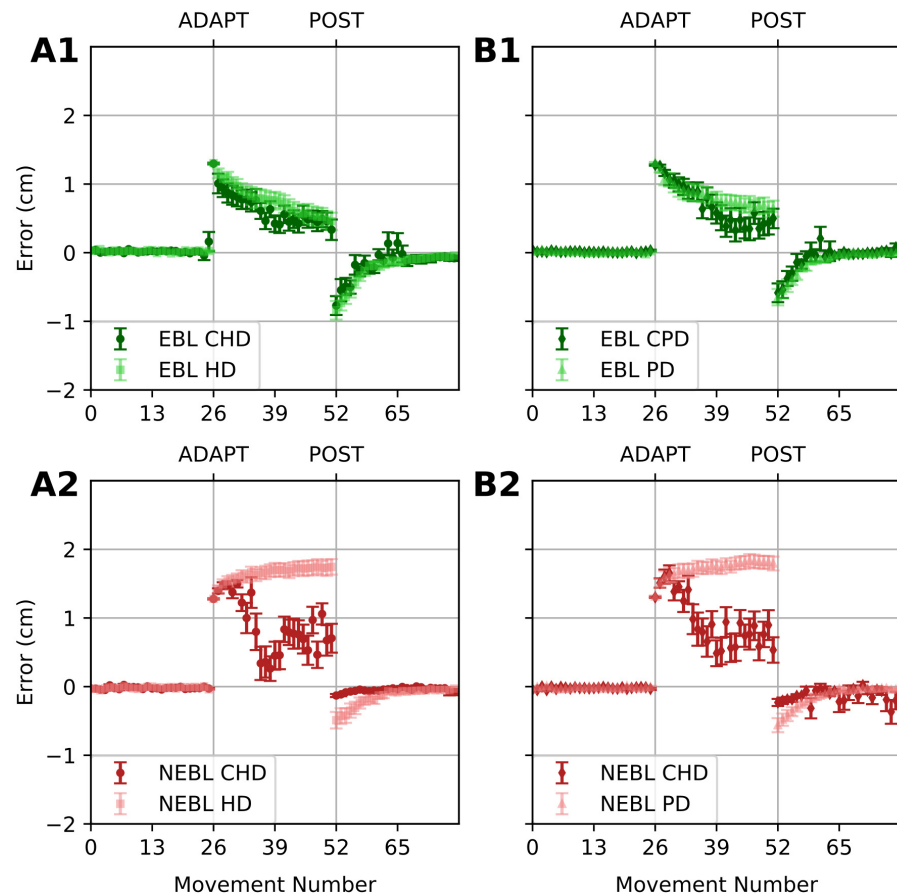 ADAPT POST
A1
2
1
0
−1
−2
Error (cm)
EBL CHD
EBL HD
0 13 26 39 52 65
ADAPT POST
B1
EBL CPD
EBL PD
0 13 26 39 52 65
ADAPT POST
A2
2
1
0
−1
−2
Error (cm)
NEBL CHD
NEBL HD
0 13 26 39 52 65
Movement Number
ADAPT POST
B2
NEBL CHD
NEBL PD
0 13 26 39 52 65
Movement Number